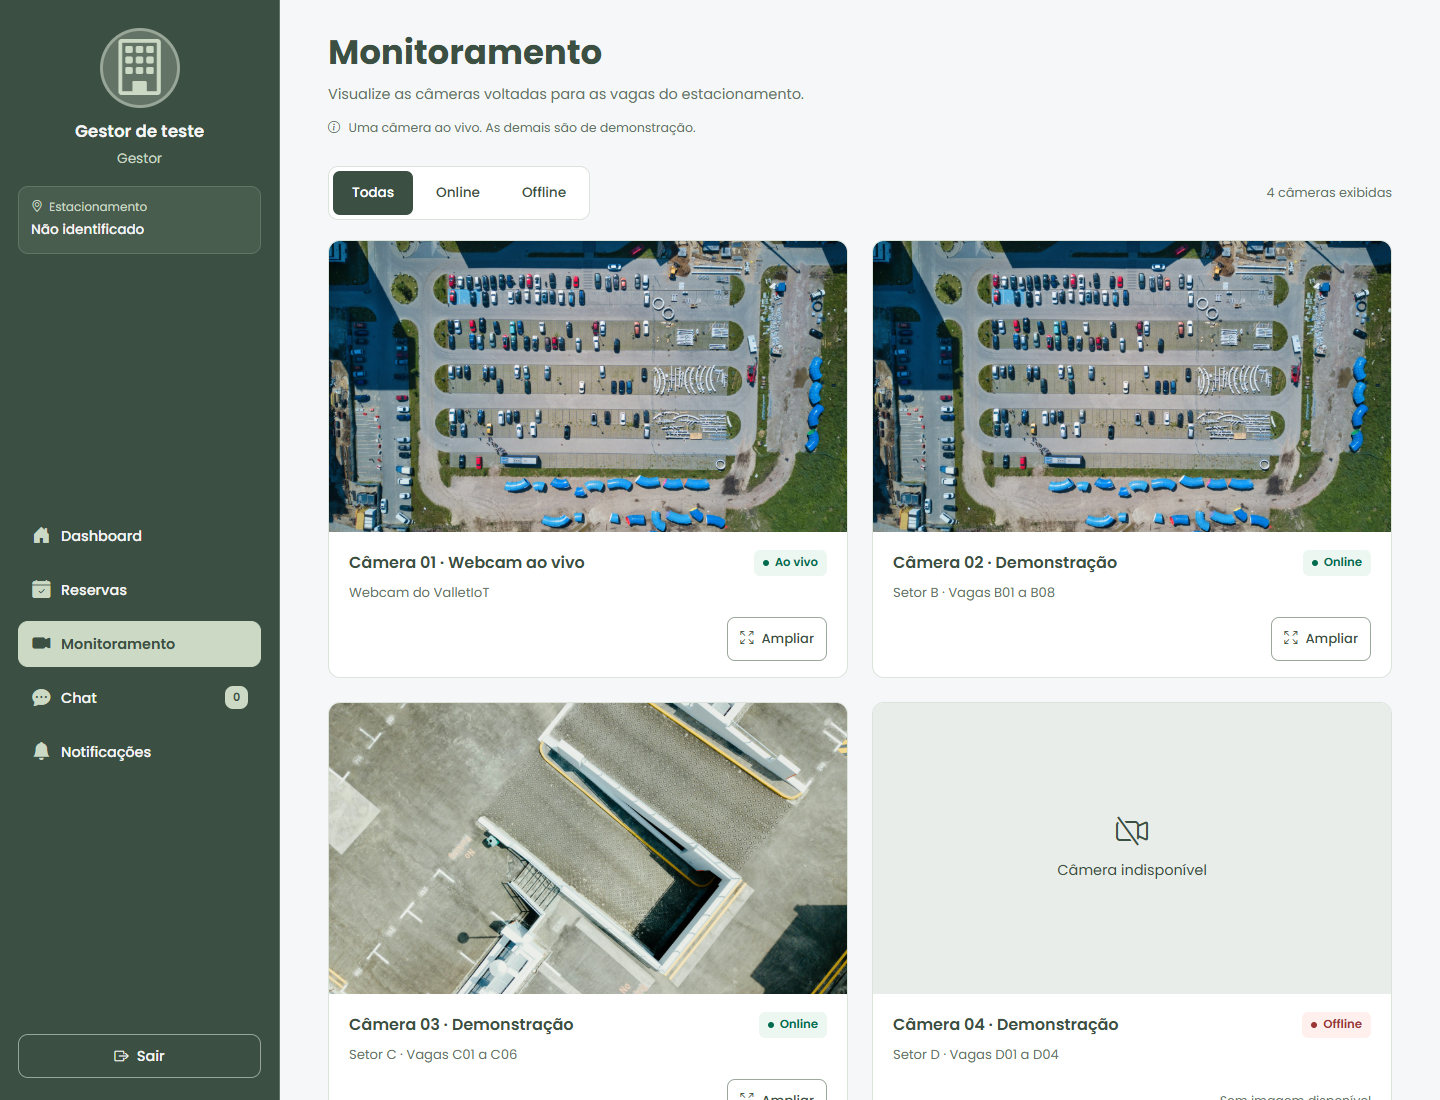 Gestor de teste
Gestor
Estacionamento
Não identificado
Dashboard
Reservas
Monitoramento
Chat
0
Notificações
Sair
Monitoramento
Visualize as câmeras voltadas para as vagas do estacionamento.
Uma câmera ao vivo. As demais são de demonstração.
Todas
Online
Offline
4 câmeras exibidas
Câmera 01 · Webcam ao vivo
Ao vivo
Webcam do ValletIoT
Ampliar
Câmera 02 · Demonstração
Online
Setor B · Vagas B01 a B08
Ampliar
Câmera 03 · Demonstração
Online
Setor C · Vagas C01 a C06
Ampliar
Câmera indisponível
Câmera 04 · Demonstração
Offline
Setor D · Vagas D01 a D04
Sem imagem disponível